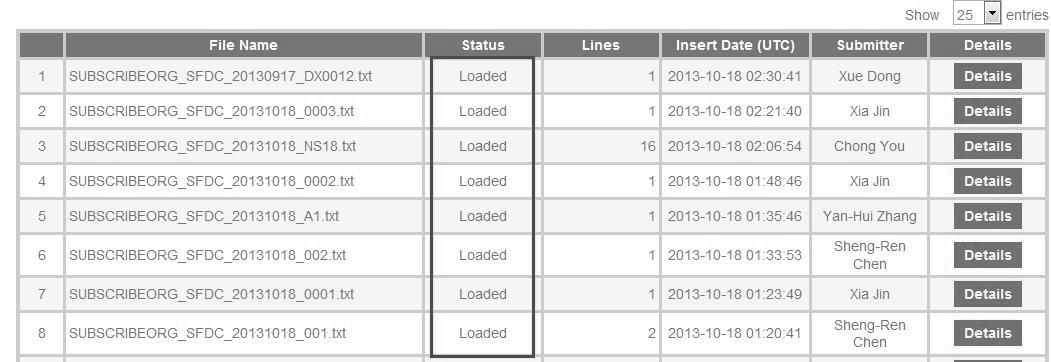 Show 25 entries
File Name Status Lines Insert Date (UTC) Submitter Details
1 SUBSCRIBEORG_SFDC_20130917_DX0012.txt Loaded 1 2013-10-18 02:30:41 Xue Dong Details
2 SUBSCRIBEORG_SFDC_20131018_0003.txt Loaded 1 2013-10-18 02:21:40 Xia Jin Details
3 SUBSCRIBEORG_SFDC_20131018_NS18.txt Loaded 16 2013-10-18 02:06:54 Chong You Details
4 SUBSCRIBEORG_SFDC_20131018_0002.txt Loaded 1 2013-10-18 01:48:46 Xia Jin Details
5 SUBSCRIBEORG_SFDC_20131018_A1.txt Loaded 1 2013-10-18 01:35:46 Yan-Hui Zhang Details
6 SUBSCRIBEORG_SFDC_20131018_002.txt Loaded 1 2013-10-18 01:33:53 Sheng-Ren Chen Details
7 SUBSCRIBEORG_SFDC_20131018_0001.txt Loaded 1 2013-10-18 01:23:49 Xia Jin Details
8 SUBSCRIBEORG_SFDC_20131018_001.txt Loaded 2 2013-10-18 01:20:41 Sheng-Ren Chen Details